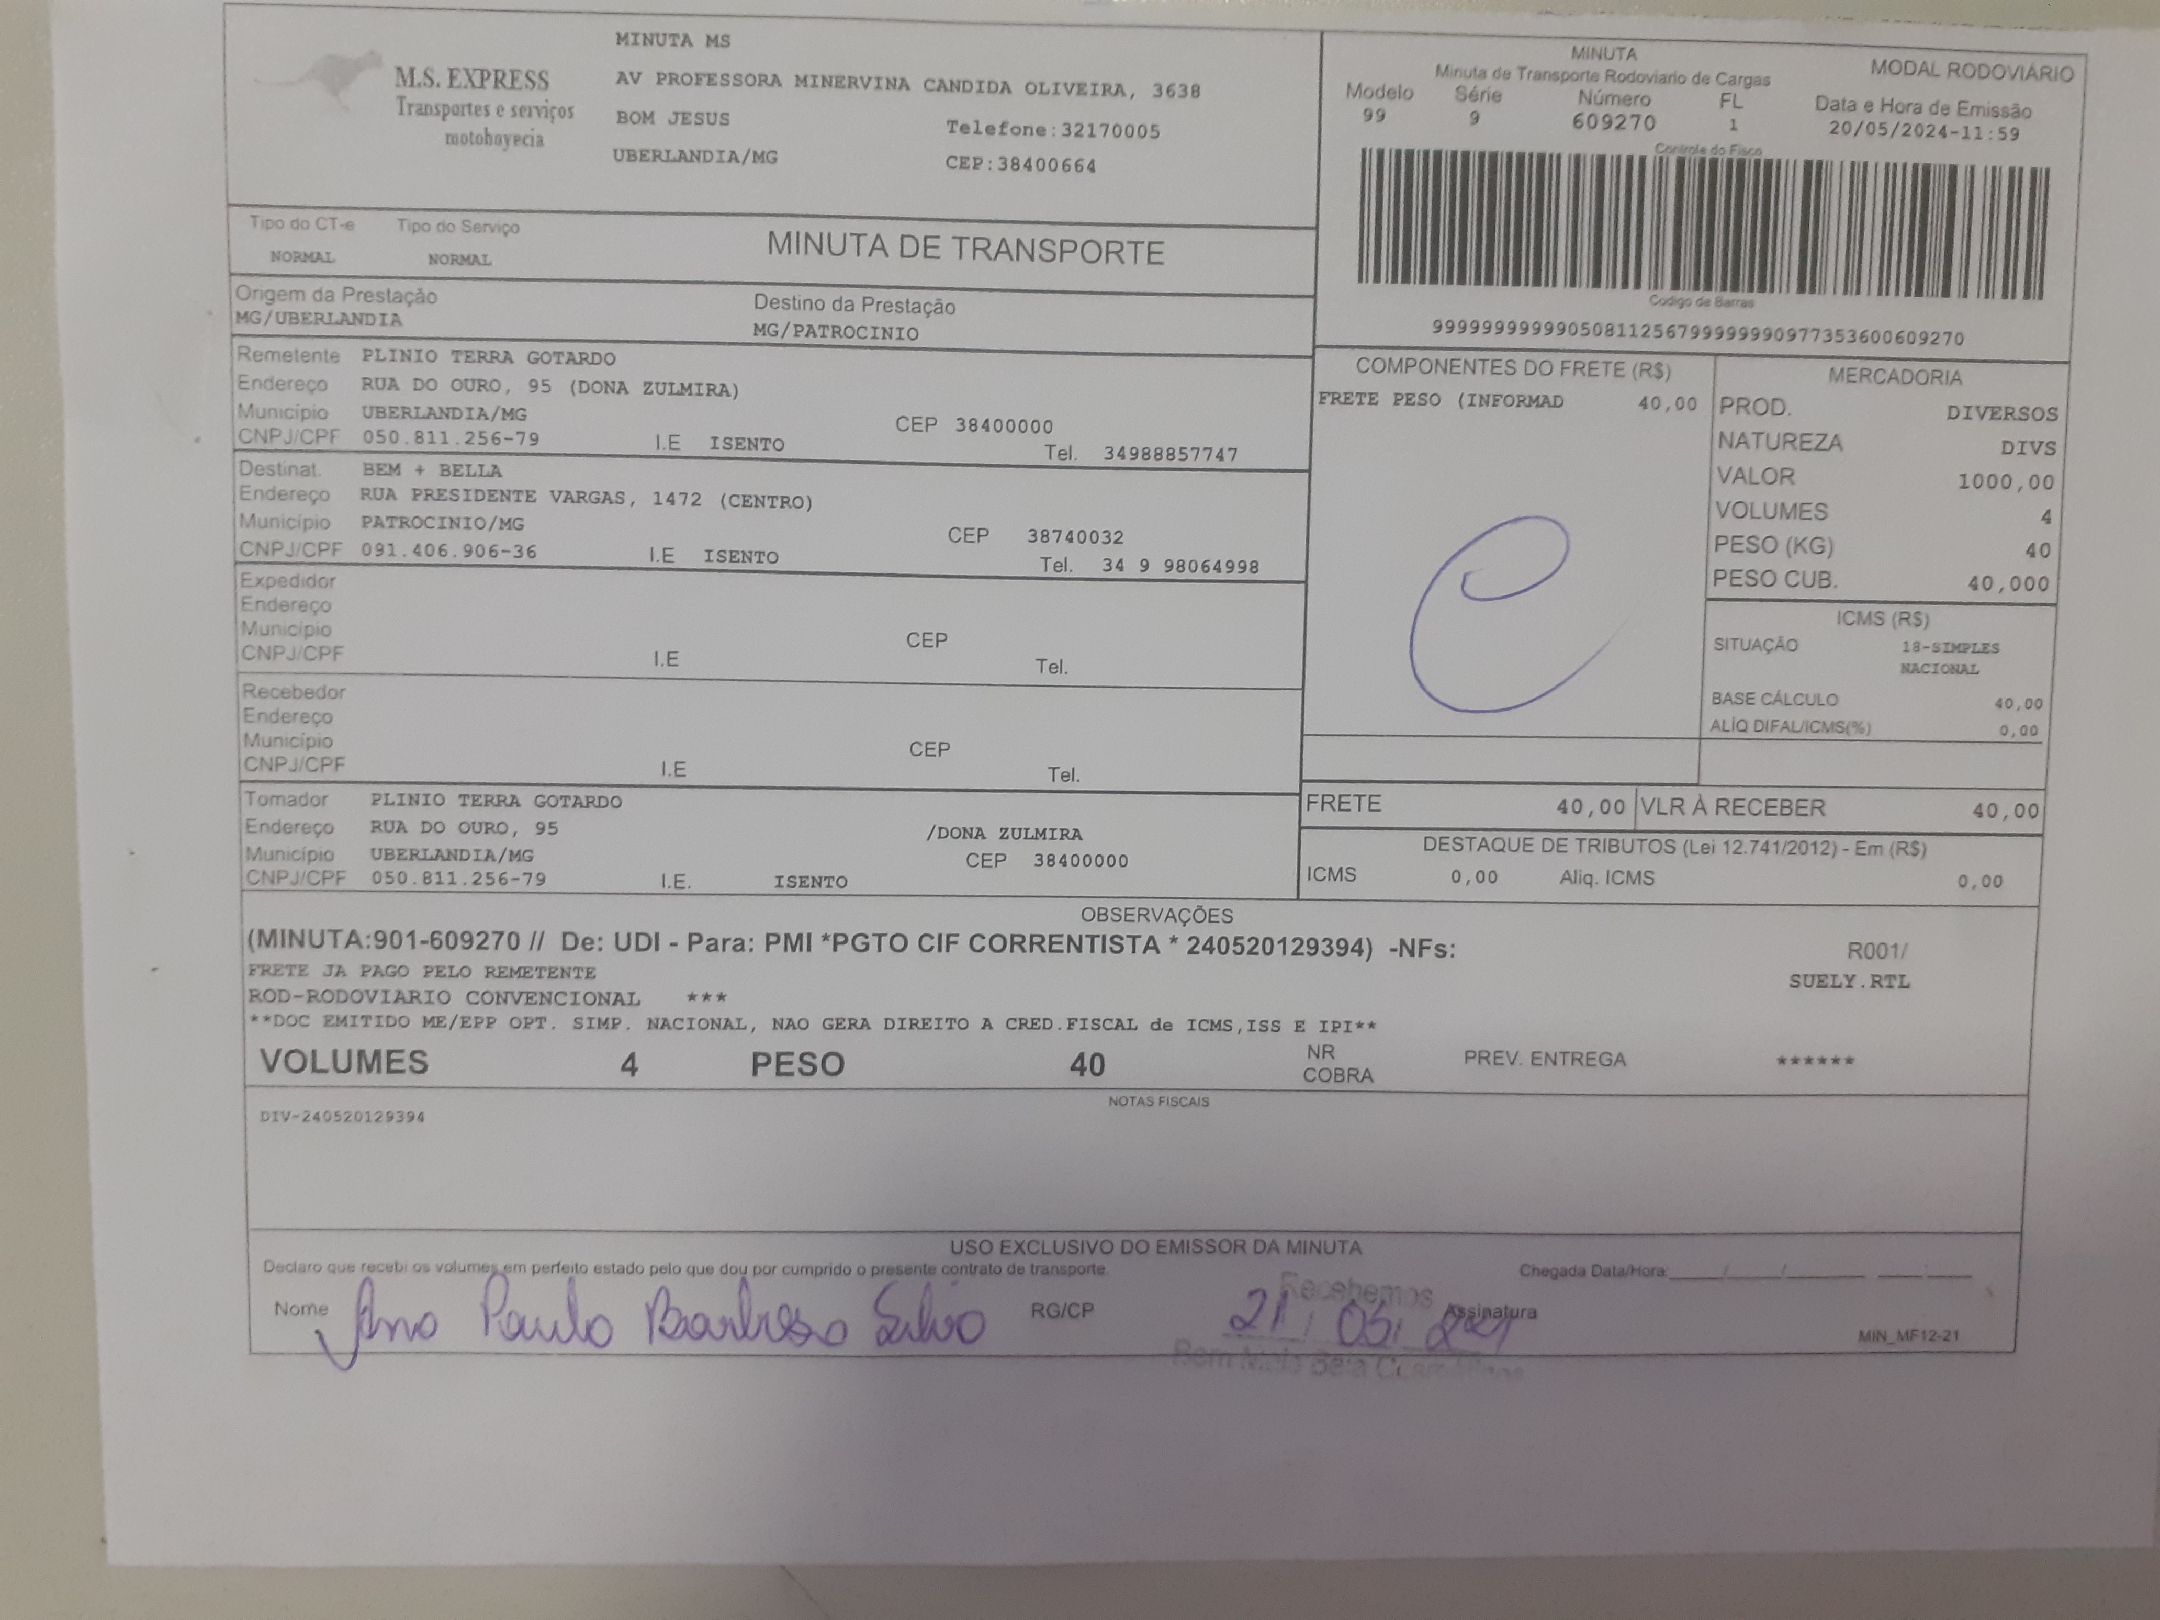 M.S. EXPRESS
Transportes e serviços
motoboyecia
MINUTA MS
AV PROFESSORA MINERVINA CANDIDA OLIVEIRA, 3638
BOM JESUS Telefone:32170005
UBERLANDIA/MG CEP:38400664
MINUTA MODAL RODOVIÁRIO
Minuta de Transporte Rodoviario de Cargas
Modelo Série Número FL Data e Hora de Emissão
99 9 609270 1 20/05/2024-11:59
Controle do Fisco
Codigo de Barras
Tipo do CT-e Tipo do Serviço MINUTA DE TRANSPORTE
NORMAL NORMAL
Origem da Prestação Destino da Prestação
MG/UBERLANDIA MG/PATROCINIO
Remetente PLINIO TERRA GOTARDO
Endereço RUA DO OURO, 95 (DONA ZULMIRA)
Município UBERLANDIA/MG CEP 38400000
CNPJ/CPF 050.811.256-79 I.E ISENTO Tel. 34988857747
Destinat. BEM + BELLA
Endereço RUA PRESIDENTE VARGAS, 1472 (CENTRO)
Município PATROCINIO/MG CEP 38740032
CNPJ/CPF 091.406.906-36 I.E ISENTO Tel. 34 9 98064998
Expedidor
Endereço
Município CEP
CNPJ/CPF I.E Tel.
Recebedor
Endereço
Município CEP
CNPJ/CPF I.E Tel.
Tomador PLINIO TERRA GOTARDO
Endereço RUA DO OURO, 95 /DONA ZULMIRA
Município UBERLANDIA/MG CEP 38400000
CNPJ/CPF 050.811.256-79 I.E. ISENTO
COMPONENTES DO FRETE (R$)
FRETE PESO (INFORMAD 40,00
MERCADORIA
PROD. DIVERSOS
NATUREZA DIVS
VALOR 1000,00
VOLUMES 4
PESO (KG) 40
PESO CUB. 40,000
ICMS (R$)
SITUAÇÃO 18-SIMPLES
NACIONAL
BASE CÁLCULO 40,00
ALÍQ DIFAL/ICMS(%) 0,00
FRETE 40,00 VLR À RECEBER 40,00
DESTAQUE DE TRIBUTOS (Lei 12.741/2012) - Em (R$)
ICMS 0,00 Aliq. ICMS 0,00
OBSERVAÇÕES
(MINUTA:901-609270 // De: UDI - Para: PMI *PGTO CIF CORRENTISTA * 240520129394) -NFs: R001/
FRETE JA PAGO PELO REMETENTE SUELY.RTL
ROD-RODOVIARIO CONVENCIONAL ***
**DOC EMITIDO ME/EPP OPT. SIMP. NACIONAL, NAO GERA DIREITO A CRED.FISCAL de ICMS,ISS E IPI**
VOLUMES 4 PESO 40 NR COBRA PREV. ENTREGA ******
NOTAS FISCAIS
DIV-240520129394
USO EXCLUSIVO DO EMISSOR DA MINUTA
Declaro que recebi os volumes em perfeito estado pelo que dou por cumprido o presente contrato de transporte. Chegada Data/Hora:____/____/____ ___:___
Nome Ana Paula Barbosa Silva RG/CP Recebemos 21 / 05 / Assinatura
MIN_MF12-21